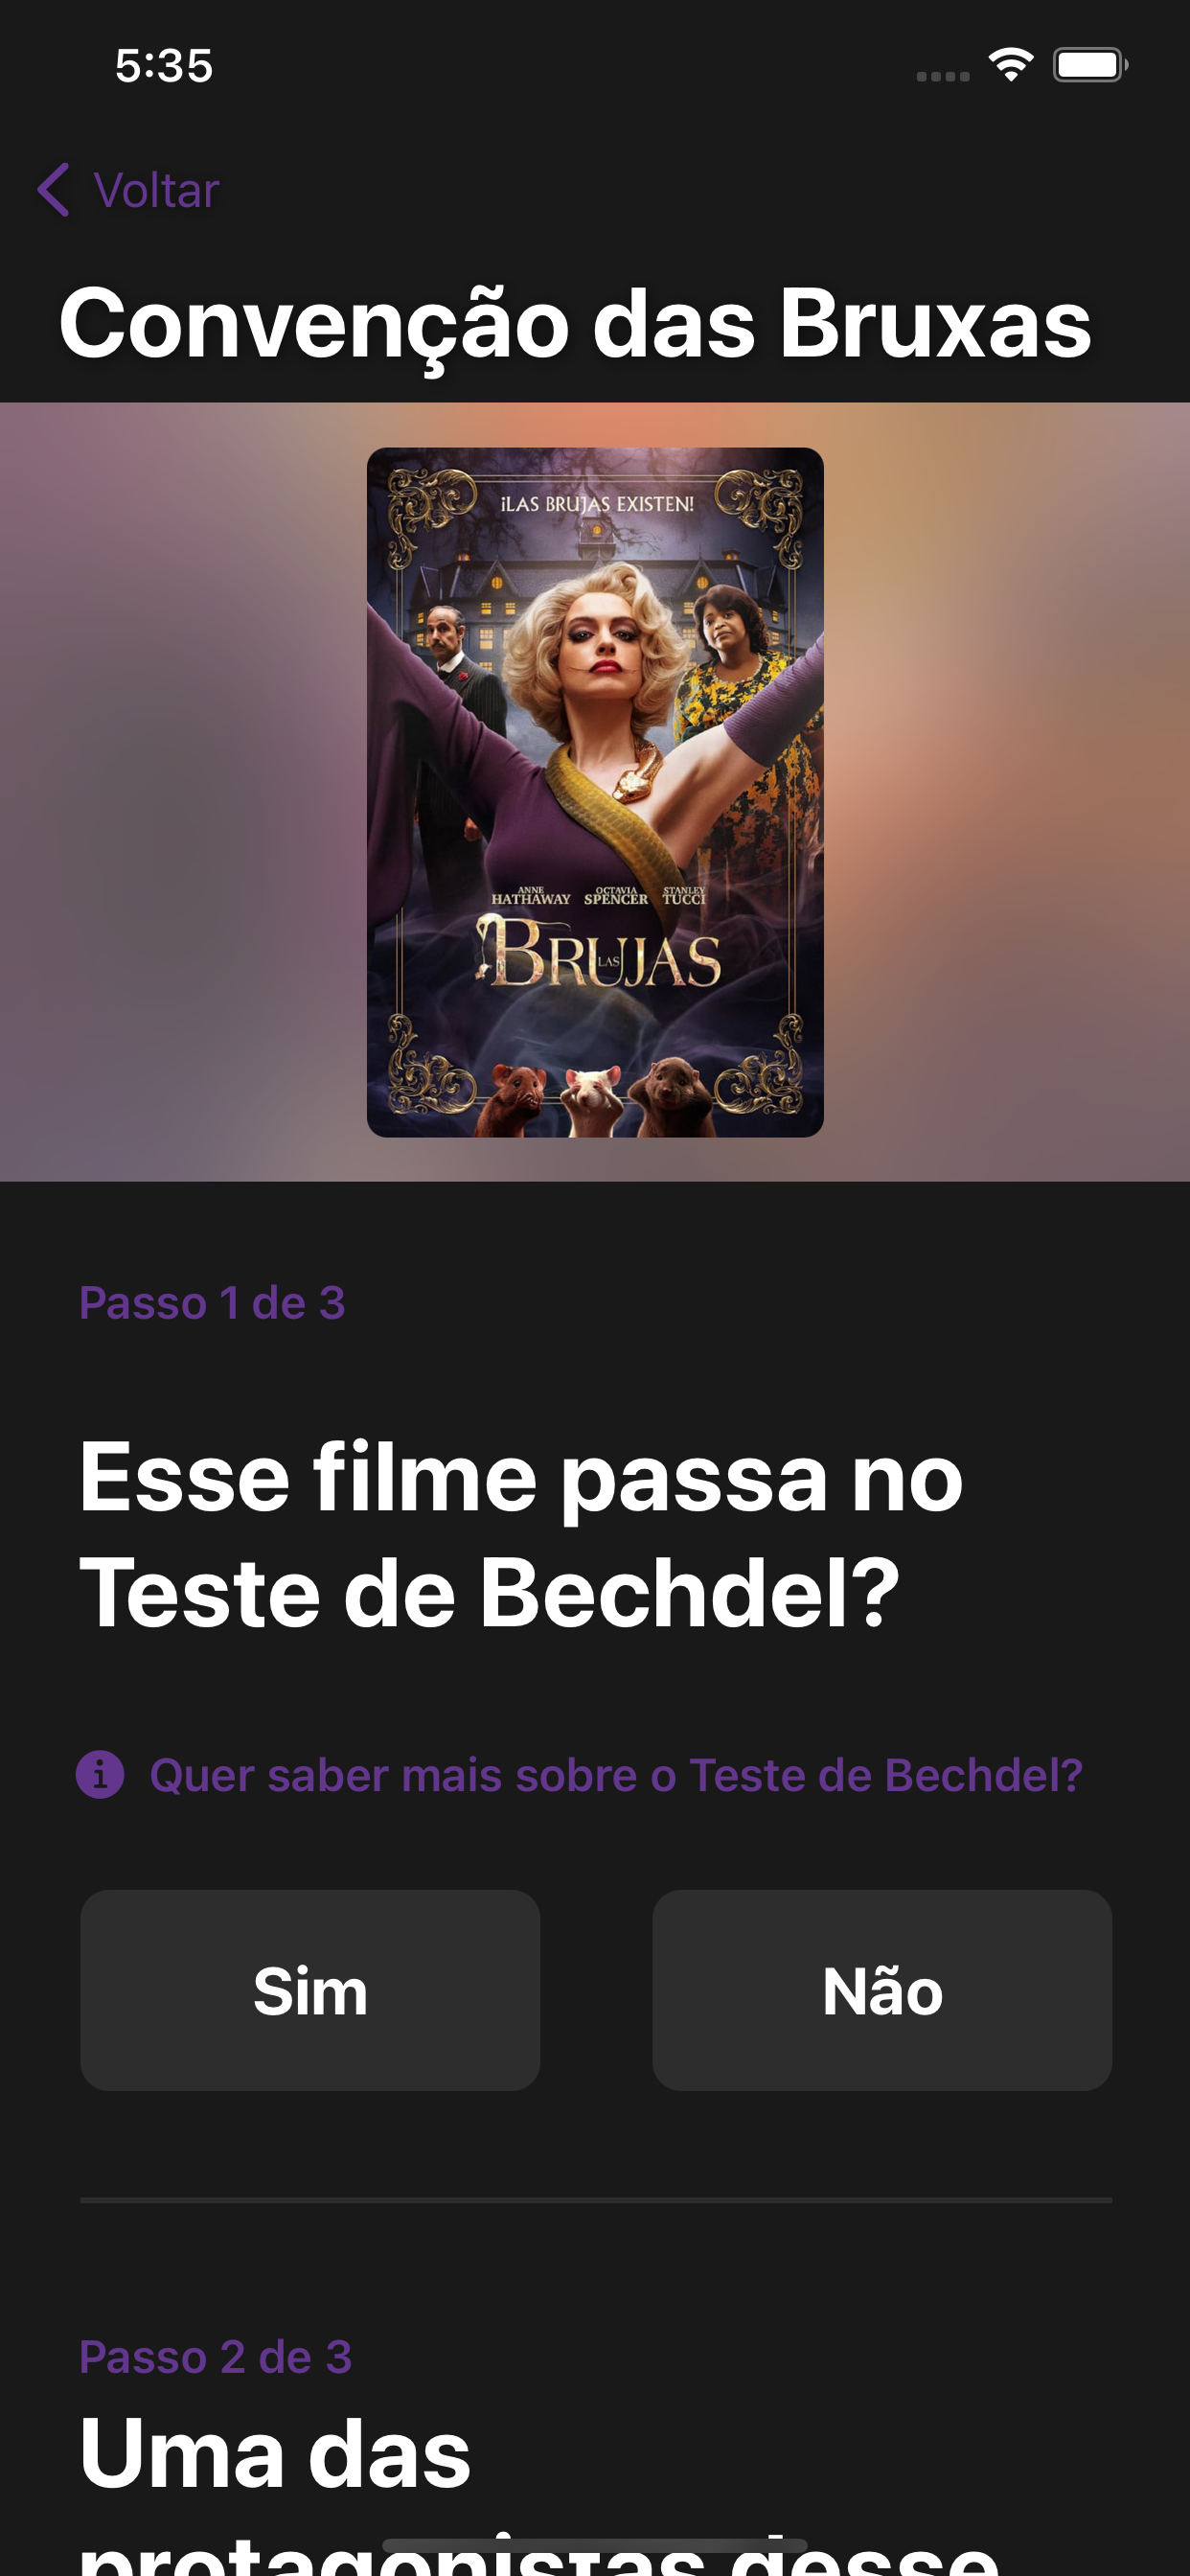 5:35
Voltar
Convenção das Bruxas
¡LAS BRUJAS EXISTEN!
ANNE HATHAWAY OCTAVIA SPENCER STANLEY TUCCI
LAS BRUJAS
Passo 1 de 3
Esse filme passa no
Teste de Bechdel?
Quer saber mais sobre o Teste de Bechdel?
Sim
Não
Passo 2 de 3
Uma das
protagonistas desse